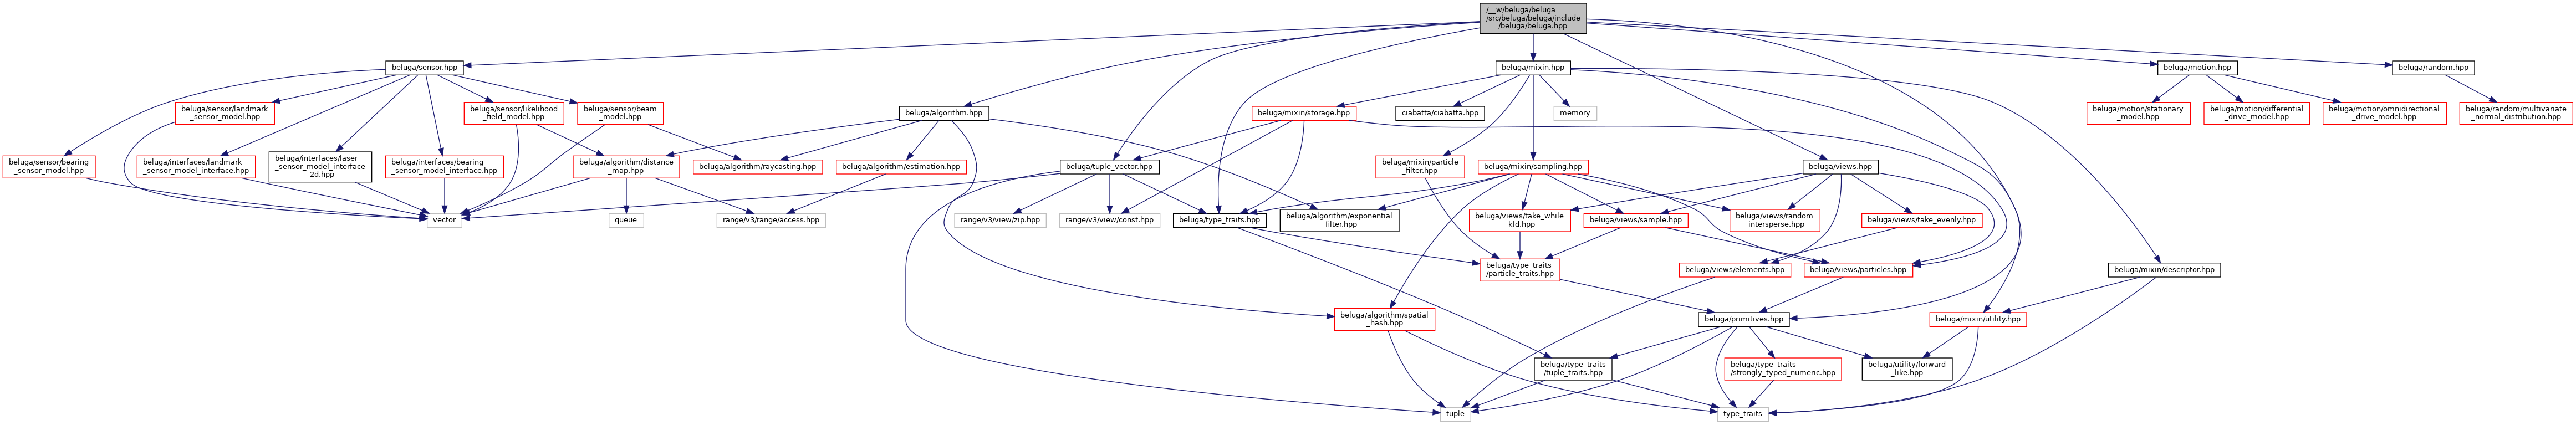 /__w/beluga/beluga
/src/beluga/beluga/include
/beluga/beluga.hpp
beluga/sensor.hpp
beluga/mixin.hpp
beluga/motion.hpp
beluga/random.hpp
beluga/sensor/landmark
_sensor_model.hpp
beluga/sensor/likelihood
_field_model.hpp
beluga/sensor/beam
_model.hpp
beluga/algorithm.hpp
beluga/mixin/storage.hpp
ciabatta/ciabatta.hpp
memory
beluga/motion/stationary
_model.hpp
beluga/motion/differential
_drive_model.hpp
beluga/motion/omnidirectional
_drive_model.hpp
beluga/random/multivariate
_normal_distribution.hpp
beluga/sensor/bearing
_sensor_model.hpp
beluga/interfaces/landmark
_sensor_model_interface.hpp
beluga/interfaces/laser
_sensor_model_interface
_2d.hpp
beluga/interfaces/bearing
_sensor_model_interface.hpp
beluga/algorithm/distance
_map.hpp
beluga/algorithm/raycasting.hpp
beluga/algorithm/estimation.hpp
beluga/tuple_vector.hpp
beluga/mixin/particle
_filter.hpp
beluga/mixin/sampling.hpp
beluga/views.hpp
vector
queue
range/v3/range/access.hpp
range/v3/view/zip.hpp
range/v3/view/const.hpp
beluga/type_traits.hpp
beluga/algorithm/exponential
_filter.hpp
beluga/views/take_while
_kld.hpp
beluga/views/sample.hpp
beluga/views/random
_intersperse.hpp
beluga/views/take_evenly.hpp
beluga/type_traits
/particle_traits.hpp
beluga/views/elements.hpp
beluga/views/particles.hpp
beluga/mixin/descriptor.hpp
beluga/algorithm/spatial
_hash.hpp
beluga/primitives.hpp
beluga/mixin/utility.hpp
beluga/type_traits
/tuple_traits.hpp
beluga/type_traits
/strongly_typed_numeric.hpp
beluga/utility/forward
_like.hpp
tuple
type_traits